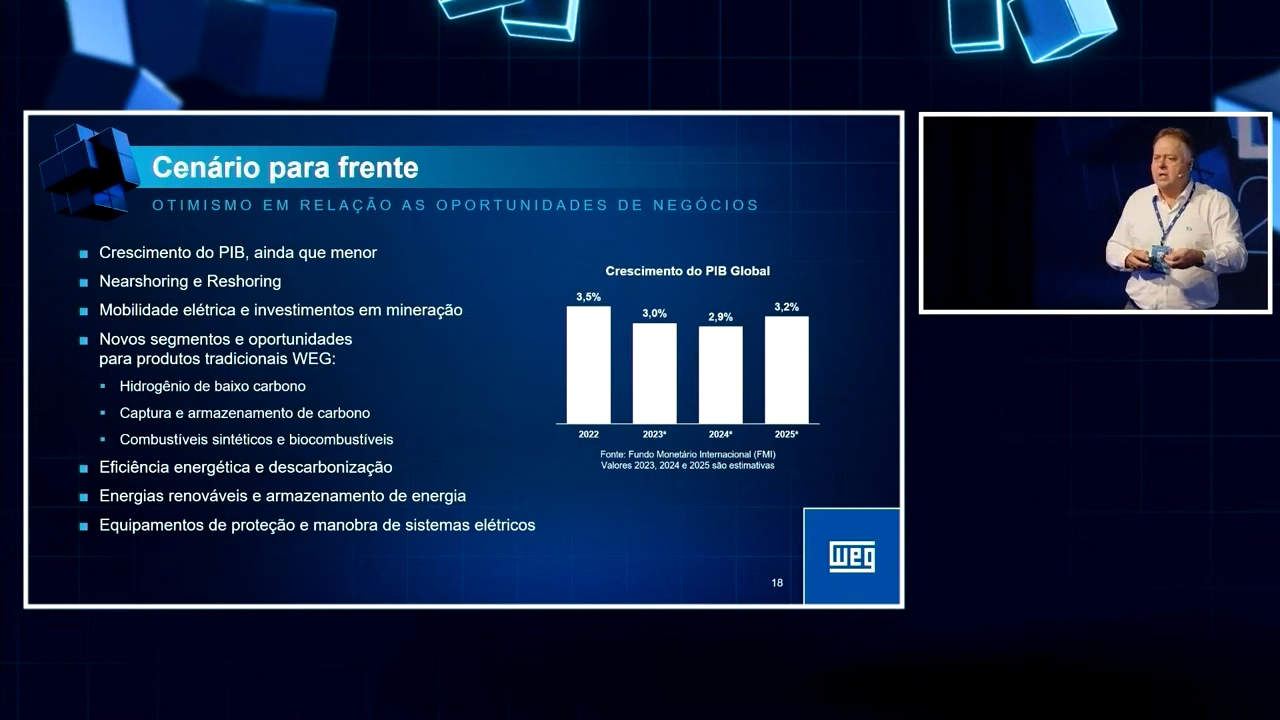 Cenário para frente
OTIMISMO EM RELAÇÃO AS OPORTUNIDADES DE NEGÓCIOS
Crescimento do PIB, ainda que menor
Nearshoring e Reshoring
Mobilidade elétrica e investimentos em mineração
Novos segmentos e oportunidades
para produtos tradicionais WEG:
Hidrogênio de baixo carbono
Captura e armazenamento de carbono
Combustíveis sintéticos e biocombustíveis
Eficiência energética e descarbonização
Energias renováveis e armazenamento de energia
Equipamentos de proteção e manobra de sistemas elétricos
Crescimento do PIB Global
3,5% 3,0% 2,9% 3,2%
2022 2023* 2024* 2025*
Fonte: Fundo Monetário Internacional (FMI)
Valores 2023, 2024 e 2025 são estimativas
weg
18